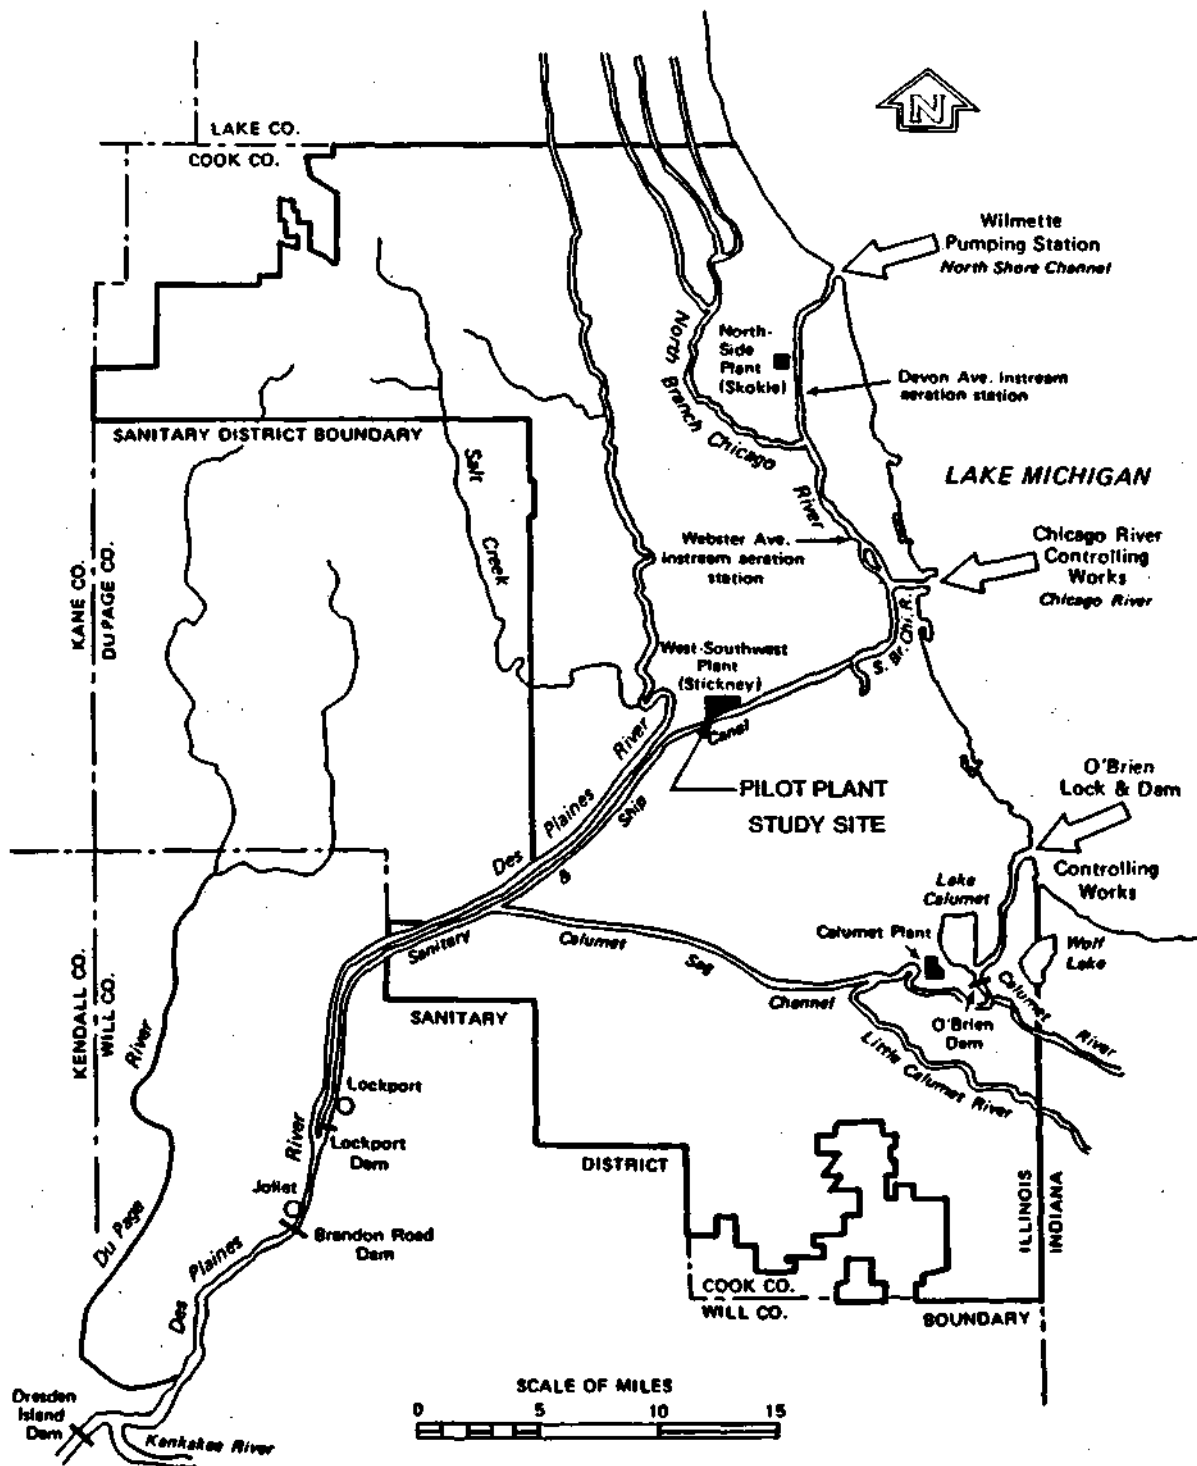 N
LAKE CO.
COOK CO.
Wilmette
Pumping Station
North Shore Channel
North-
Side
Plant
(Skokie)
Devon Ave. Instream
aeration station
North Branch Chicago River
SANITARY DISTRICT BOUNDARY
Salt Creek
LAKE MICHIGAN
Webster Ave.
instream aeration
station
Chicago River
Controlling
Works
Chicago River
KANE CO.
DU PAGE CO.
S. Br. Chi. R.
West-Southwest
Plant
(Stickney)
PILOT PLANT
STUDY SITE
O'Brien
Lock & Dam
Controlling
Works
Des Plaines River
Sanitary & Ship Canal
Lake
Calumet
Calumet Plant
Wolf
Lake
Calumet Sag Channel
O'Brien
Dam
Calumet River
Little Calumet River
KENDALL CO.
WILL CO.
SANITARY
DISTRICT
BOUNDARY
Lockport
Lockport
Dam
Joliet
Brandon Road
Dam
Des Plaines River
Du Page River
ILLINOIS
INDIANA
COOK CO.
WILL CO.
Dresden
Island
Dam
Kankakee River
SCALE OF MILES
0 5 10 15